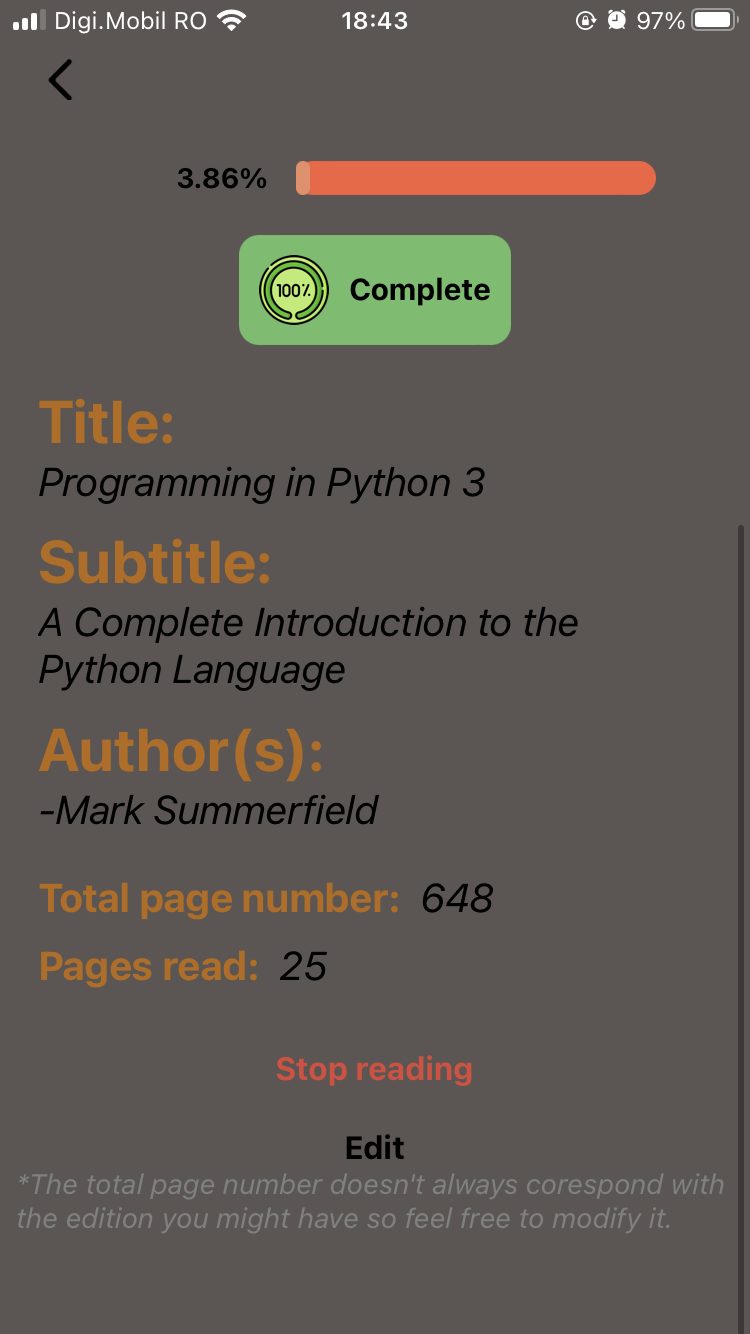 Digi.Mobil RO 18:43 97%
3.86%
100%
Complete
Title:
Programming in Python 3
Subtitle:
A Complete Introduction to the
Python Language
Author(s):
-Mark Summerfield
Total page number: 648
Pages read: 25
Stop reading
Edit
*The total page number doesn't always corespond with
the edition you might have so feel free to modify it.